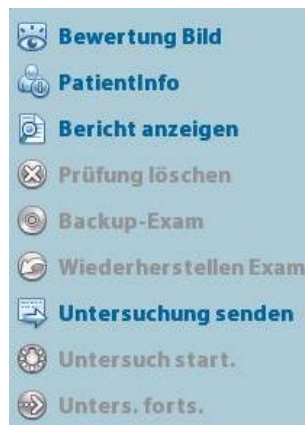 Bewertung Bild
PatientInfo
Bericht anzeigen
Prüfung löschen
Backup-Exam
Wiederherstellen Exam
Untersuchung senden
Untersuch start.
Unters. forts.